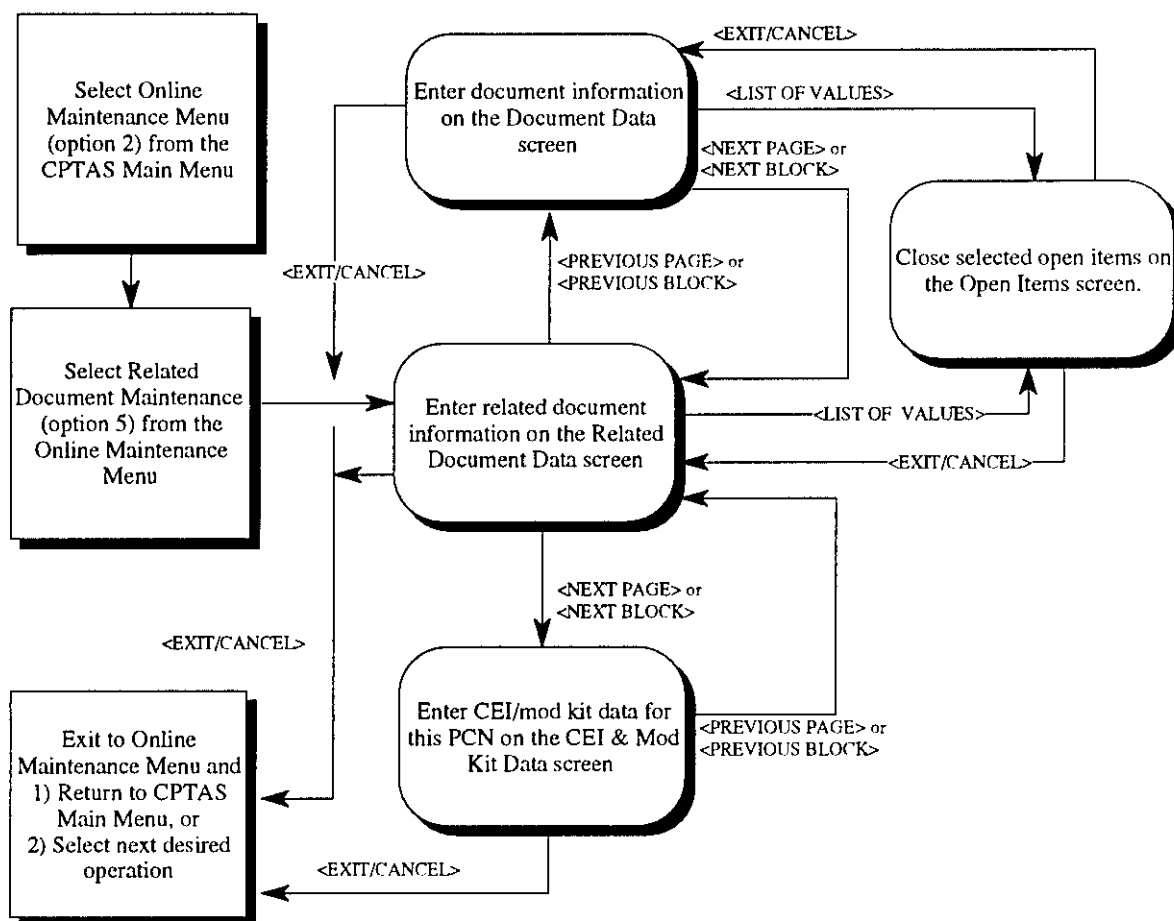 Select Online
Maintenance Menu
(option 2) from the
CPTAS Main Menu
Enter document information
on the Document Data
screen
<EXIT/CANCEL>
<LIST OF VALUES>
<NEXT PAGE> or
<NEXT BLOCK>
Close selected open items on
the Open Items screen.
<EXIT/CANCEL>
<PREVIOUS PAGE> or
<PREVIOUS BLOCK>
Select Related
Document Maintenance
(option 5) from the
Online Maintenance
Menu
Enter related document
information on the Related
Document Data screen
<LIST OF VALUES>
<EXIT/CANCEL>
<NEXT PAGE> or
<NEXT BLOCK>
<EXIT/CANCEL>
Enter CEI/mod kit data for
this PCN on the CEI & Mod
Kit Data screen
<PREVIOUS PAGE> or
<PREVIOUS BLOCK>
Exit to Online
Maintenance Menu and
1) Return to CPTAS
Main Menu, or
2) Select next desired
operation
<EXIT/CANCEL>